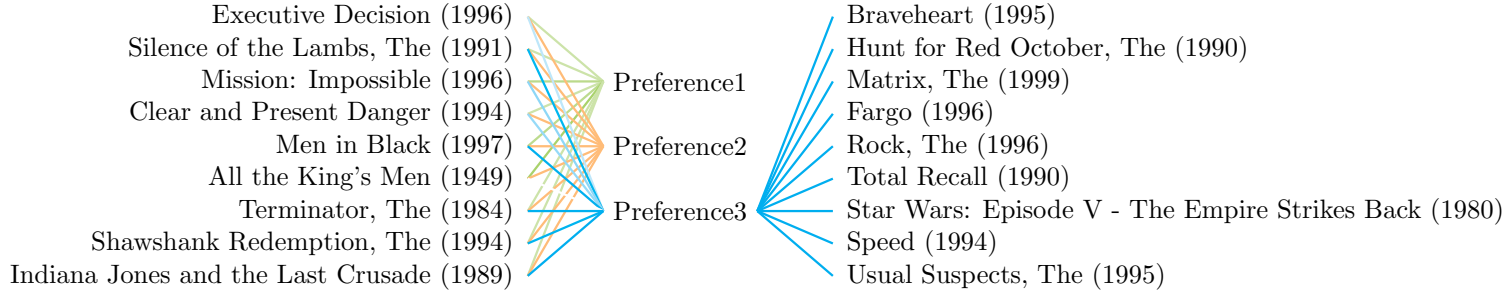 Executive Decision (1996)
Silence of the Lambs, The (1991)
Mission: Impossible (1996)
Clear and Present Danger (1994)
Men in Black (1997)
All the King's Men (1949)
Terminator, The (1984)
Shawshank Redemption, The (1994)
Indiana Jones and the Last Crusade (1989)
Preference1
Preference2
Preference3
Braveheart (1995)
Hunt for Red October, The (1990)
Matrix, The (1999)
Fargo (1996)
Rock, The (1996)
Total Recall (1990)
Star Wars: Episode V - The Empire Strikes Back (1980)
Speed (1994)
Usual Suspects, The (1995)